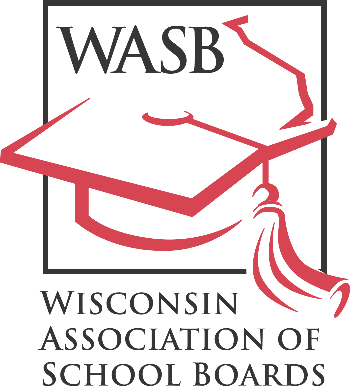 WASB
Wisconsin
Association of
School Boards